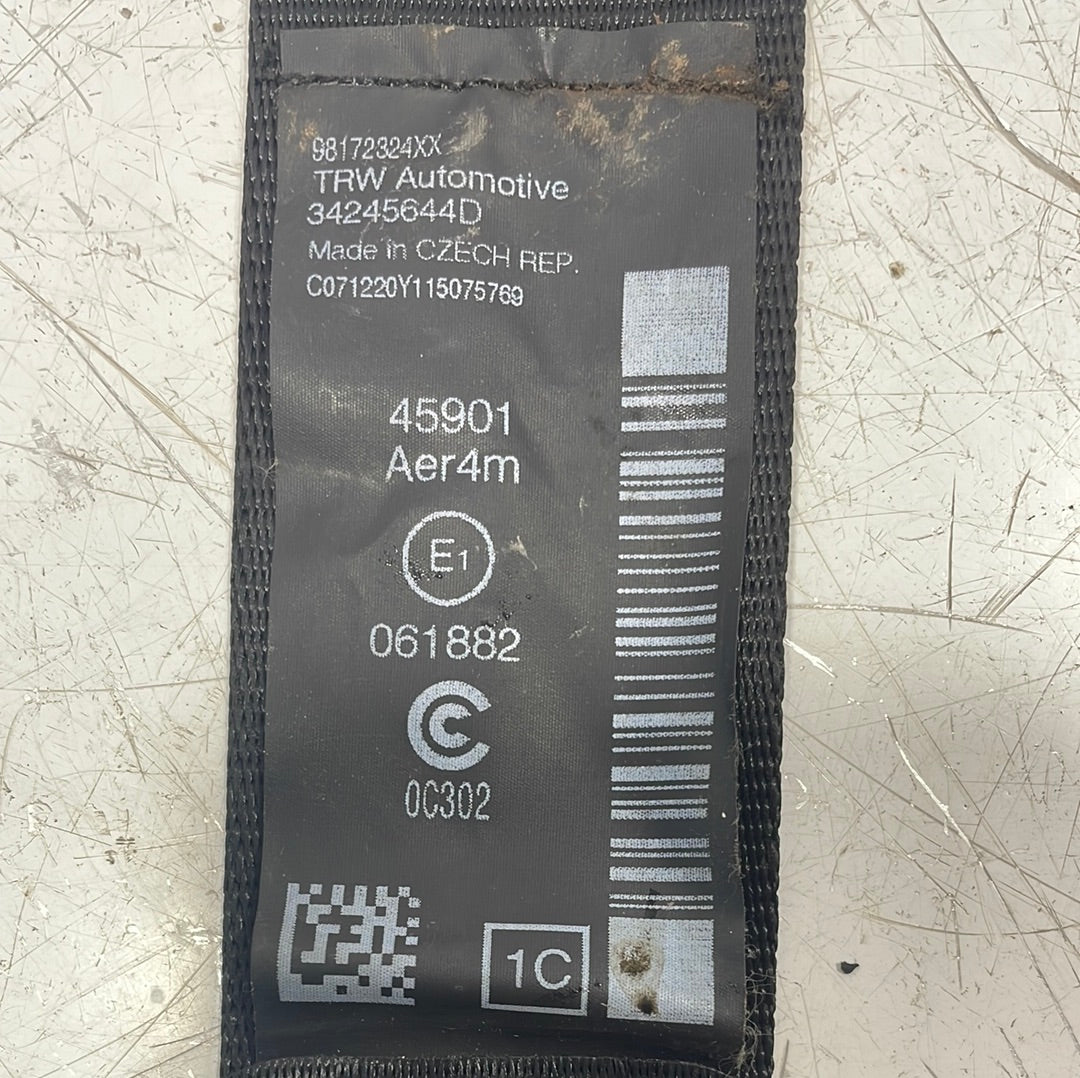 98172324XX
TRW Automotive
34245644D
Made in CZECH REP.
C071220Y115075769
45901
Aer4m
E1
061882
0C302
1C